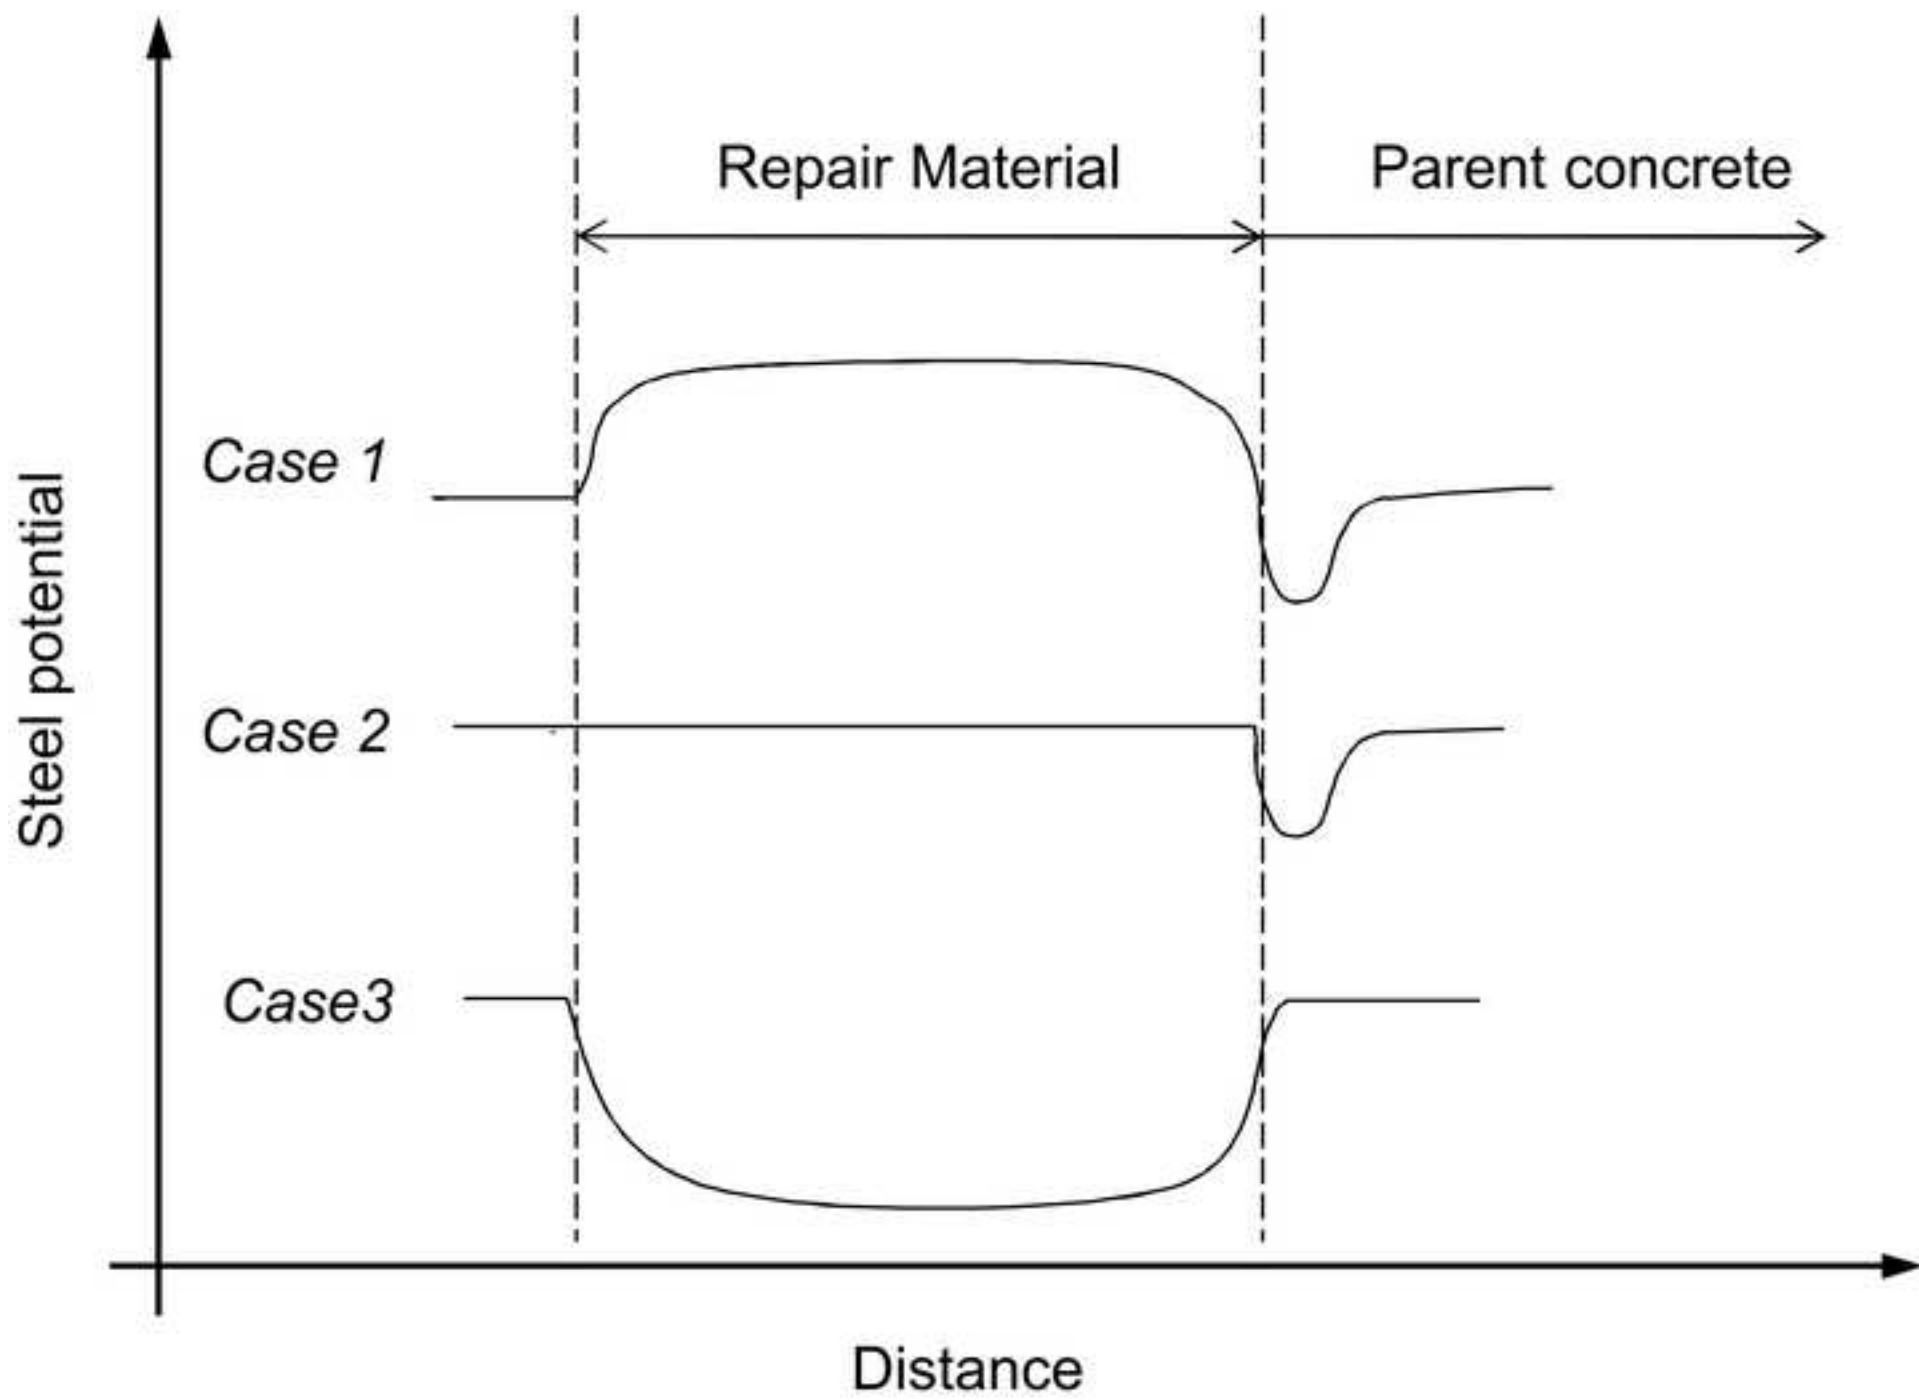 Repair Material
Parent concrete
Case 1
Case 2
Case3
Steel potential
Distance